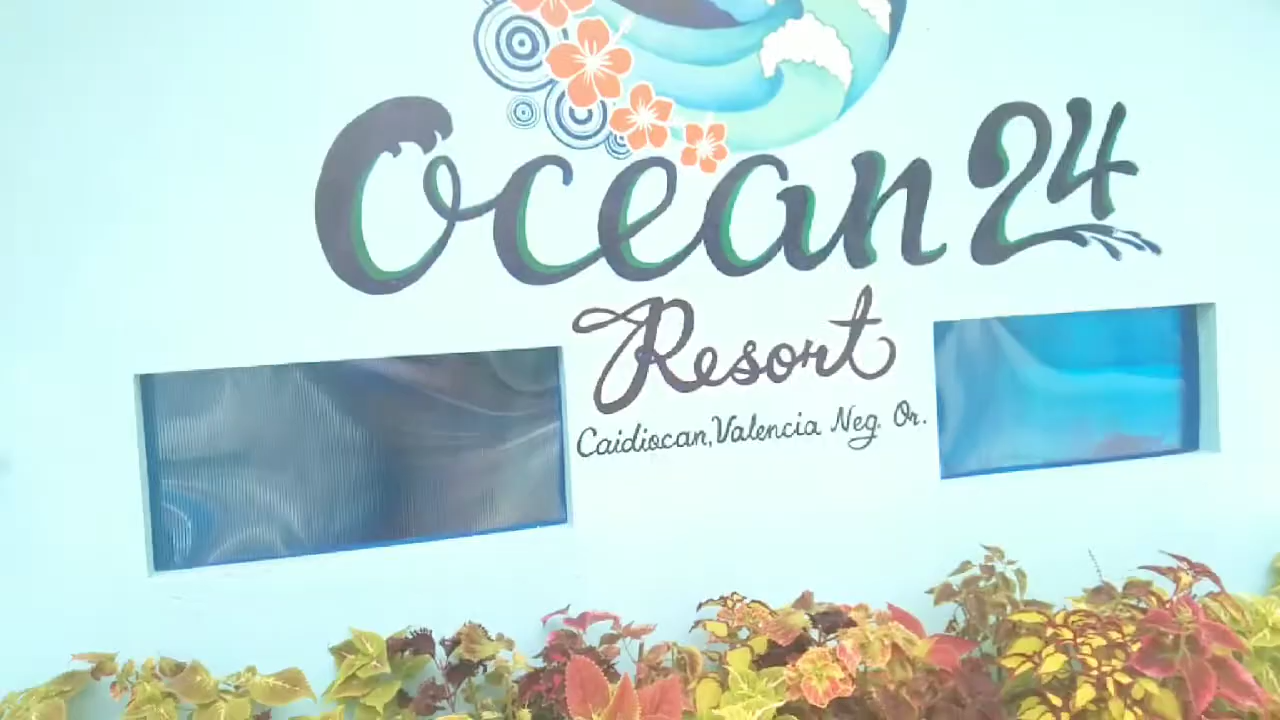 Ocean 24
Resort
Caidiocan, Valencia Neg. Or.